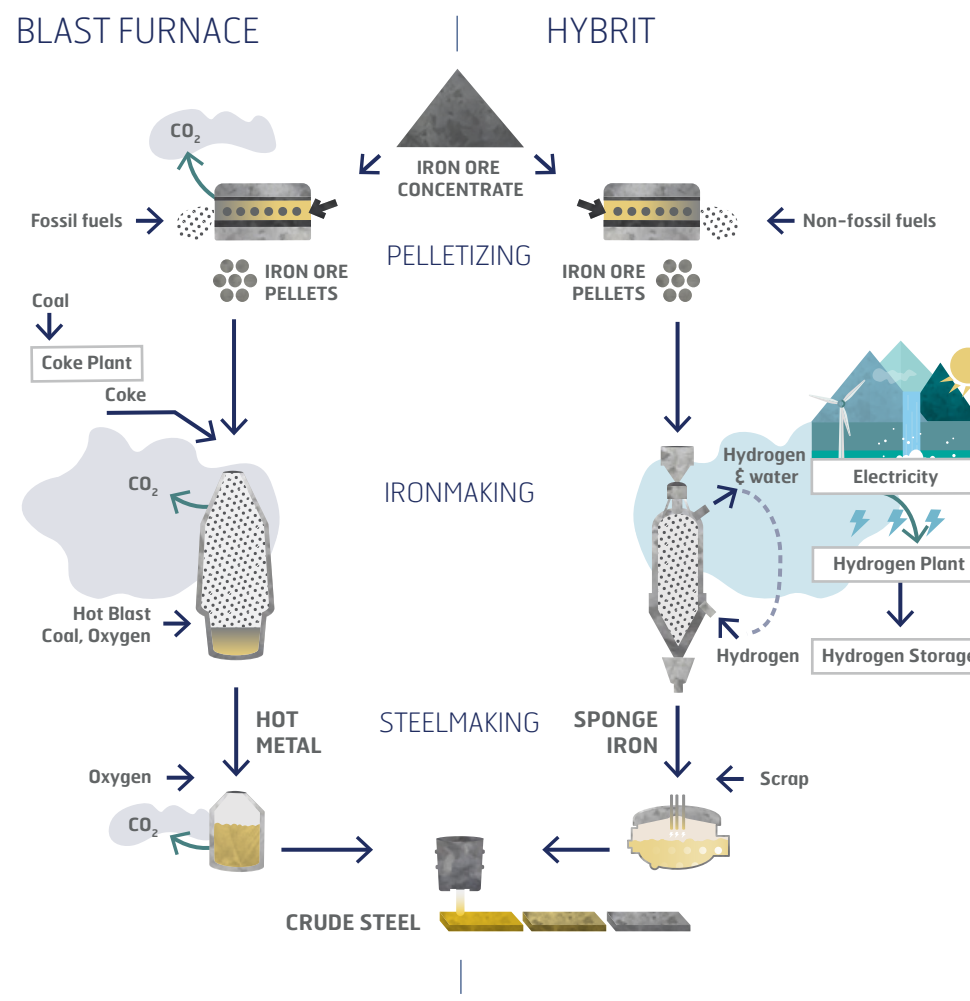 BLAST FURNACE
HYBRIT
CO₂
IRON ORE
CONCENTRATE
Fossil fuels
Non-fossil fuels
PELLETIZING
IRON ORE
PELLETS
IRON ORE
PELLETS
Coal
Coke Plant
Coke
CO₂
IRONMAKING
Hydrogen
& water
Electricity
Hydrogen Plant
Hot Blast
Coal, Oxygen
Hydrogen
Hydrogen Storage
HOT
METAL
STEELMAKING
SPONGE
IRON
Oxygen
Scrap
CO₂
CRUDE STEEL